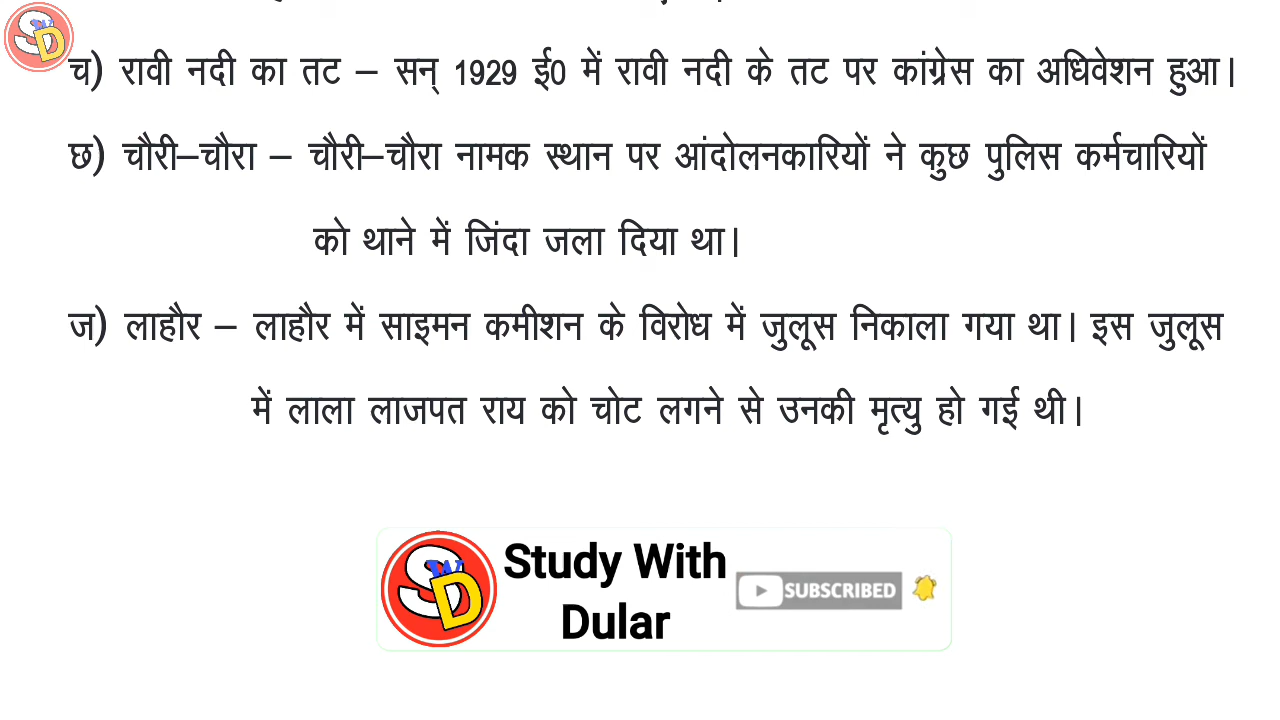 च) रावी नदी का तट – सन् 1929 ई0 में रावी नदी के तट पर कांग्रेस का अधिवेशन हुआ।
छ) चौरी–चौरा – चौरी–चौरा नामक स्थान पर आंदोलनकारियों ने कुछ पुलिस कर्मचारियों
को थाने में जिंदा जला दिया था।
ज) लाहौर – लाहौर में साइमन कमीशन के विरोध में जुलूस निकाला गया था। इस जुलूस
में लाला लाजपत राय को चोट लगने से उनकी मृत्यु हो गई थी।
SWD
Study With
Dular
SUBSCRIBED